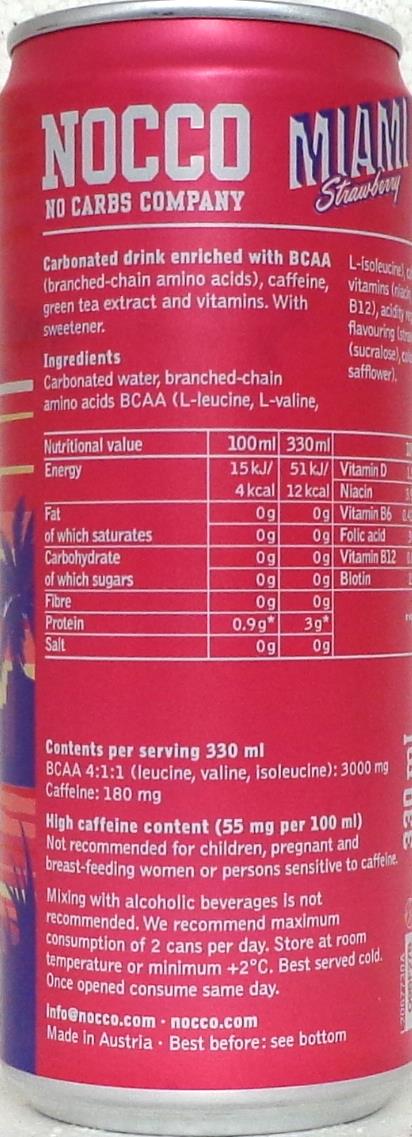 NOCCO
NO CARBS COMPANY
MIAMI
Strawberry
Carbonated drink enriched with BCAA
(branched-chain amino acids), caffeine,
green tea extract and vitamins. With
sweetener.
Ingredients
Carbonated water, branched-chain
amino acids BCAA (L-leucine, L-valine,
L-isoleucine),
vitamins
B12), acidity
flavouring
(sucralose),
safflower).
Nutritional value 100ml 330ml
Energy 15 kJ/ 51 kJ/ Vitamin D
4 kcal 12 kcal Niacin
Fat 0g 0g Vitamin B6
of which saturates 0g 0g Folic acid
Carbohydrate 0g 0g Vitamin B12
of which sugars 0g 0g Biotin
Fibre 0g 0g
Protein 0.9g* 3g*
Salt 0g 0g
Contents per serving 330 ml
BCAA 4:1:1 (leucine, valine, isoleucine): 3000 mg
Caffeine: 180 mg
High caffeine content (55 mg per 100 ml)
Not recommended for children, pregnant and
breast-feeding women or persons sensitive to caffeine.
Mixing with alcoholic beverages is not
recommended. We recommend maximum
consumption of 2 cans per day. Store at room
temperature or minimum +2°C. Best served cold.
Once opened consume same day.
info@nocco.com · nocco.com
Made in Austria · Best before: see bottom
330 ml